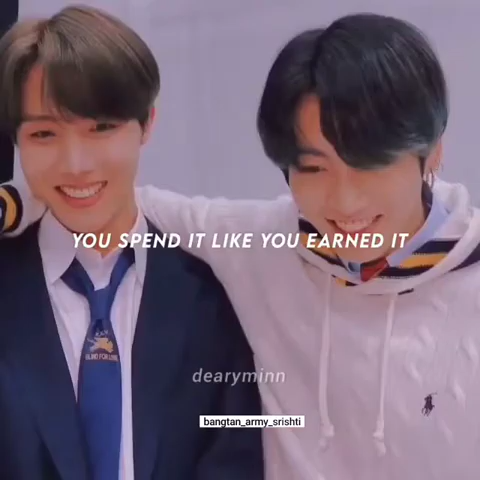 YOU SPEND IT LIKE YOU EARNED IT
dearyminn
bangtan_army_srishti